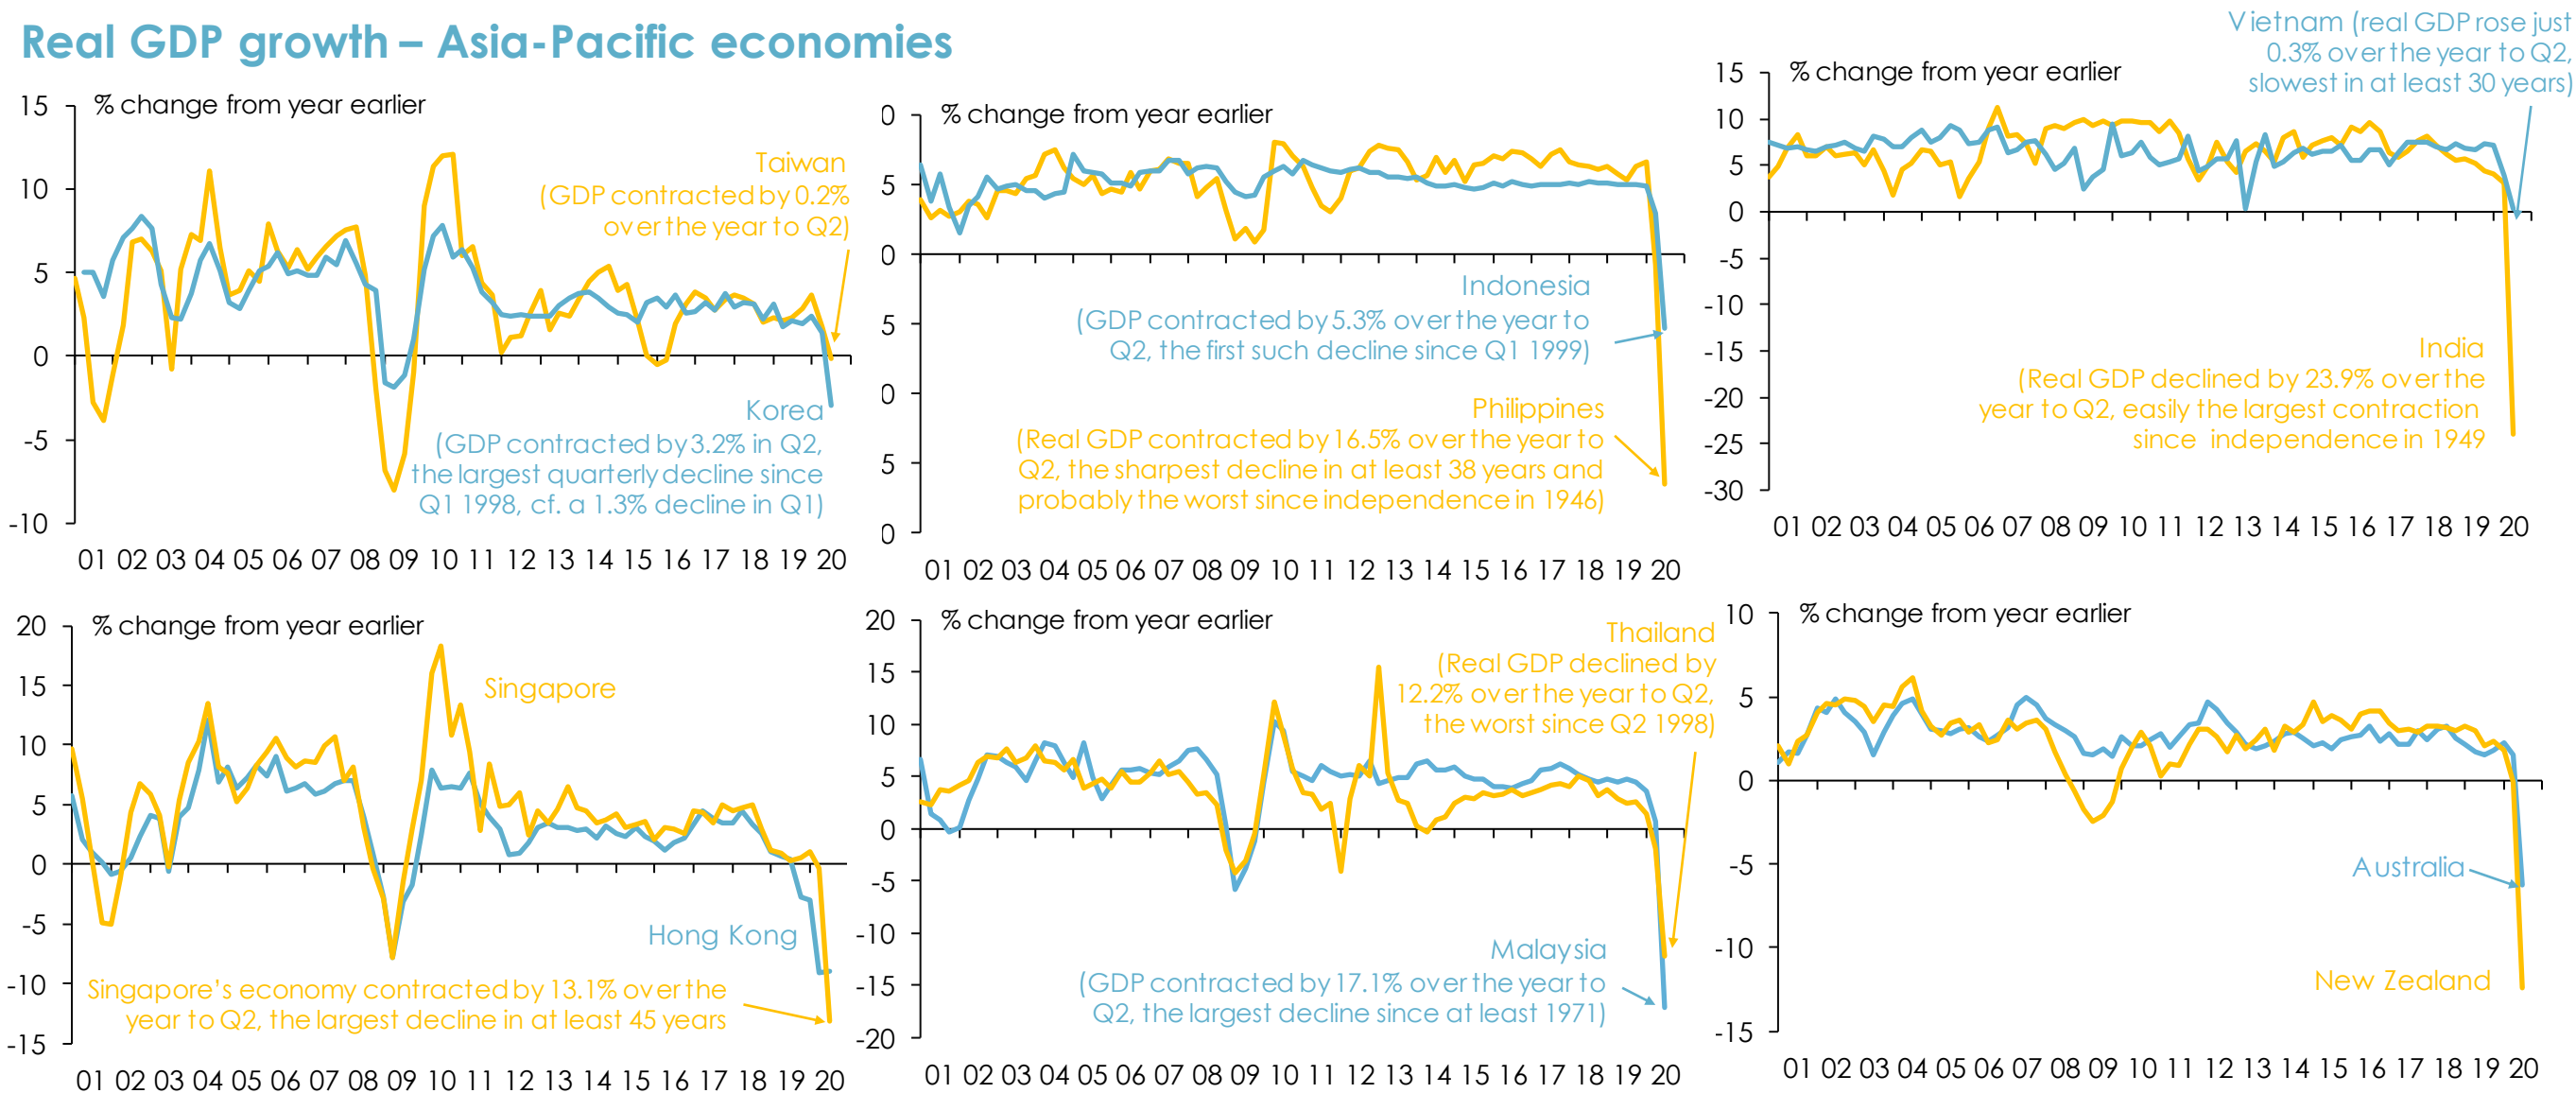 Real GDP growth – Asia-Pacific economies
% change from year earlier
15
10
5
0
-5
-10
Taiwan
(GDP contracted by 0.2%
over the year to Q2)
Korea
(GDP contracted by 3.2% in Q2,
the largest quarterly decline since
Q1 1998, cf. a 1.3% decline in Q1)
01 02 03 04 05 06 07 08 09 10 11 12 13 14 15 16 17 18 19 20
% change from year earlier
0
5
0
5
0
5
0
Indonesia
(GDP contracted by 5.3% over the year to
Q2, the first such decline since Q1 1999)
Philippines
(Real GDP contracted by 16.5% over the year to
Q2, the sharpest decline in at least 38 years and
probably the worst since independence in 1946)
01 02 03 04 05 06 07 08 09 10 11 12 13 14 15 16 17 18 19 20
Vietnam (real GDP rose just
0.3% over the year to Q2,
slowest in at least 30 years)
% change from year earlier
15
10
5
0
-5
-10
-15
-20
-25
-30
India
(Real GDP declined by 23.9% over the
year to Q2, easily the largest contraction
since independence in 1949
01 02 03 04 05 06 07 08 09 10 11 12 13 14 15 16 17 18 19 20
% change from year earlier
20
15
10
5
0
-5
-10
-15
Singapore
Hong Kong
Singapore's economy contracted by 13.1% over the
year to Q2, the largest decline in at least 45 years
01 02 03 04 05 06 07 08 09 10 11 12 13 14 15 16 17 18 19 20
% change from year earlier
20
15
10
5
0
-5
-10
-15
-20
Thailand
(Real GDP declined by
12.2% over the year to Q2,
the worst since Q2 1998)
Malaysia
(GDP contracted by 17.1% over the year to
Q2, the largest decline since at least 1971)
01 02 03 04 05 06 07 08 09 10 11 12 13 14 15 16 17 18 19 20
% change from year earlier
10
5
0
-5
-10
-15
Australia
New Zealand
01 02 03 04 05 06 07 08 09 10 11 12 13 14 15 16 17 18 19 20